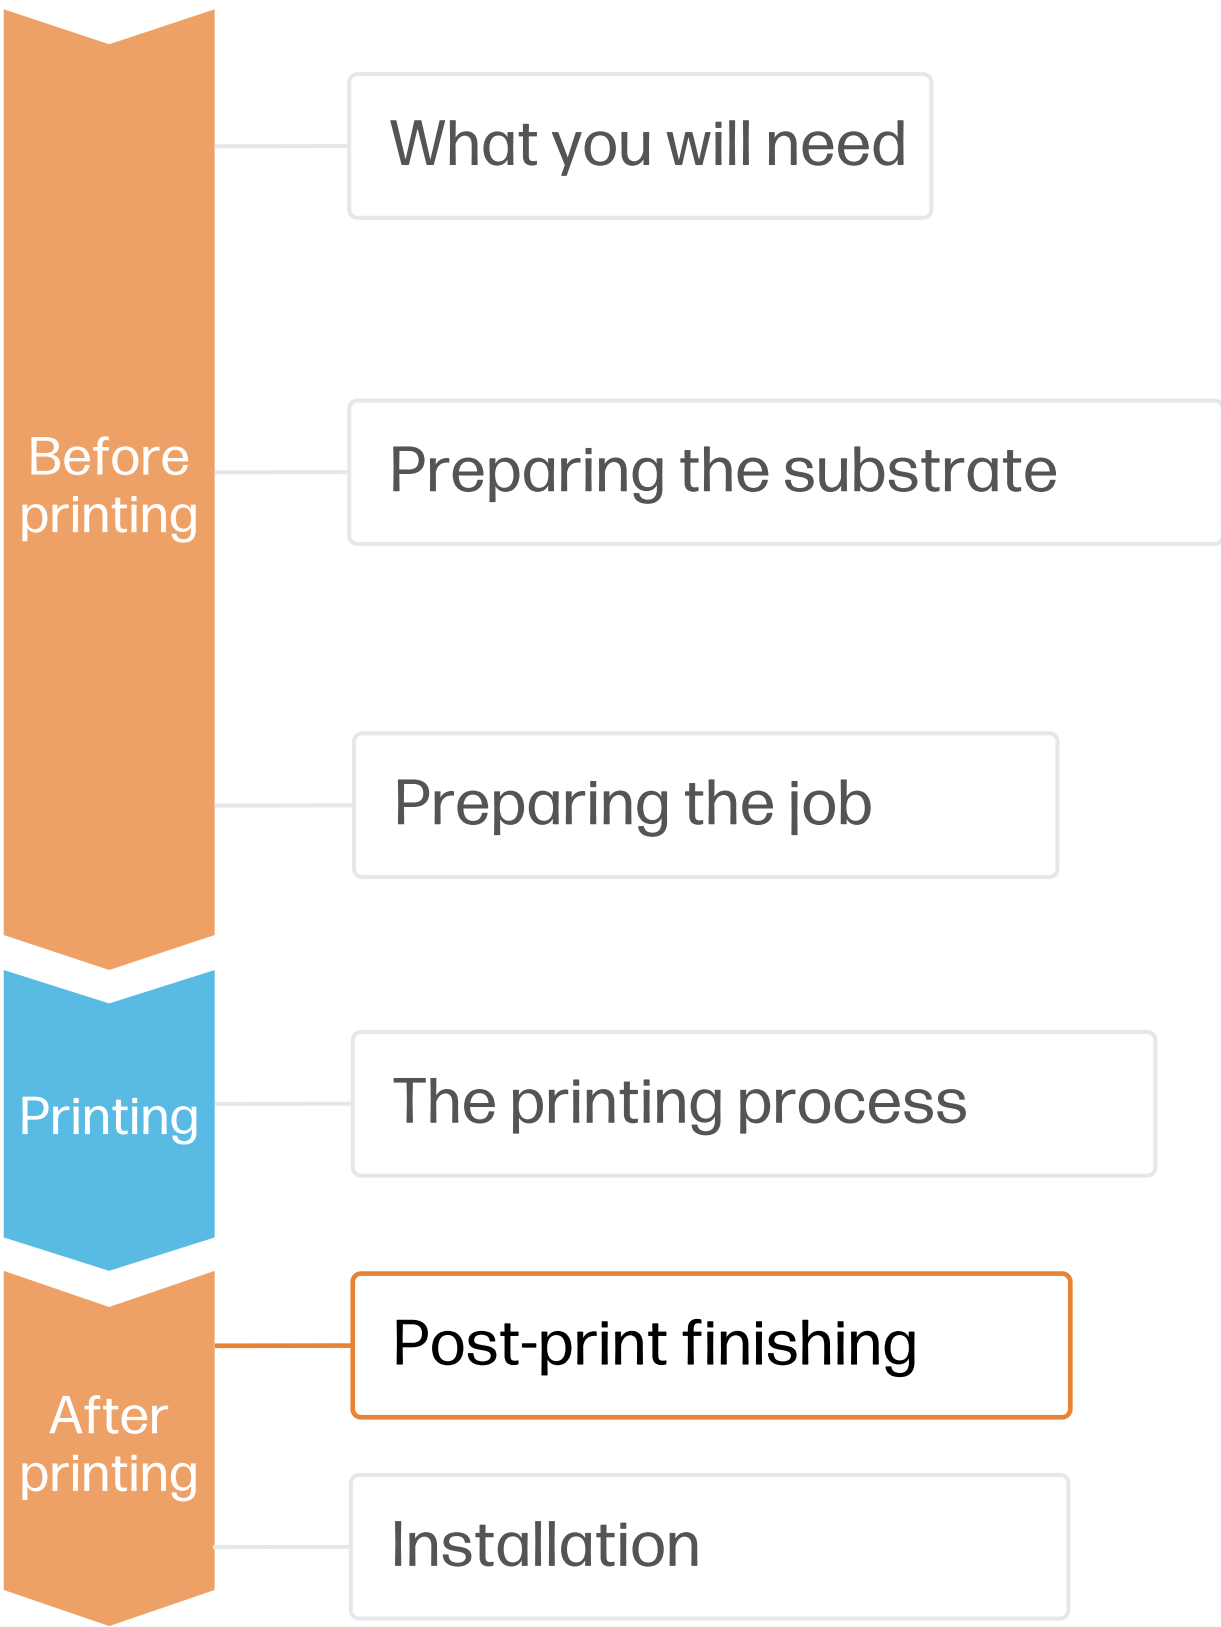 What you will need
Before
printing
Preparing the substrate
Preparing the job
Printing
The printing process
After
printing
Post-print finishing
Installation